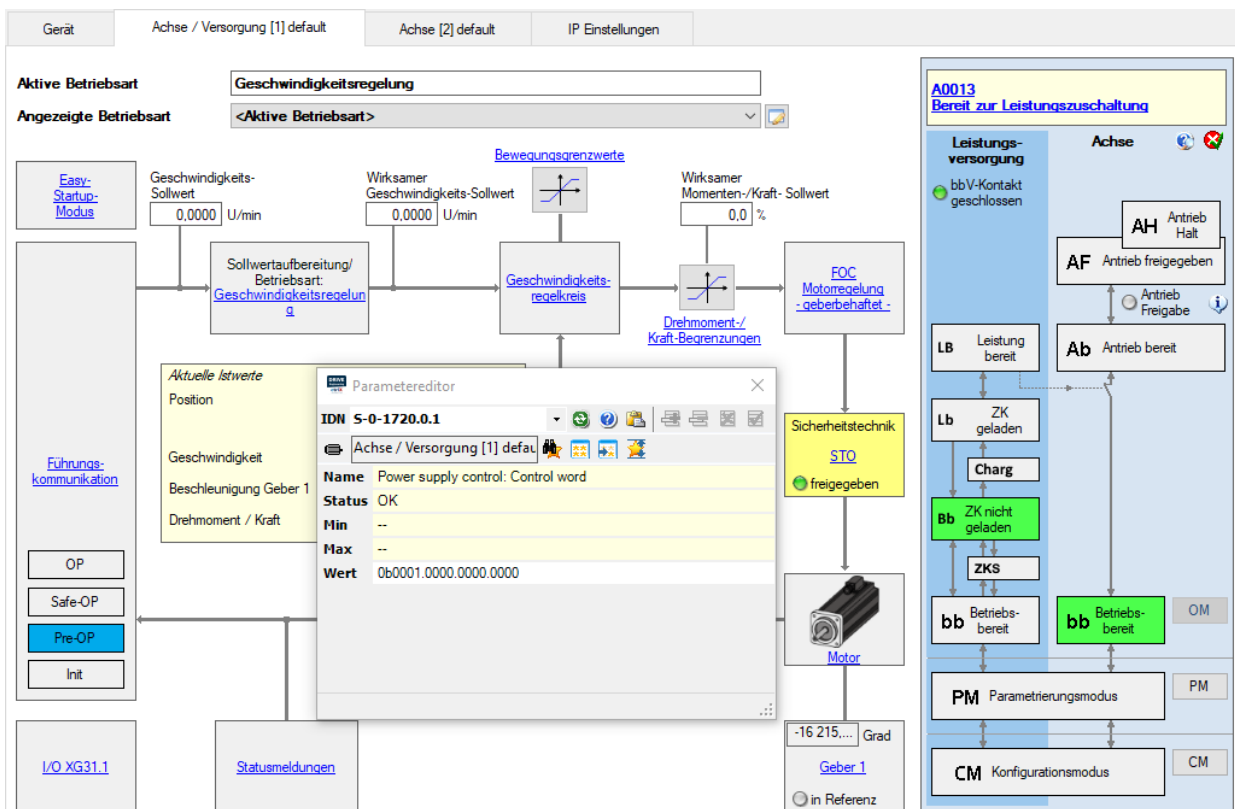 Gerät
Achse / Versorgung [1] default
Achse [2] default
IP Einstellungen
Aktive Betriebsart
Geschwindigkeitsregelung
Angezeigte Betriebsart
<Aktive Betriebsart>
Easy-
Startup-
Modus
Geschwindigkeits-
Sollwert
0,0000 U/min
Wirksamer
Geschwindigkeits-Sollwert
0,0000 U/min
Bewegungsgrenzwerte
Wirksamer
Momenten-/Kraft- Sollwert
0,0 %
Sollwertaufbereitung/
Betriebsart:
Geschwindigkeitsregelun
g
Geschwindigkeits-
regelkreis
Drehmoment-/
Kraft-Begrenzungen
FOC
Motorregelung
- geberbehaftet -
Aktuelle Istwerte
Position
Geschwindigkeit
Beschleunigung Geber 1
Drehmoment / Kraft
Führungs-
kommunikation
OP
Safe-OP
Pre-OP
Init
Parametereditor
IDN S-0-1720.0.1
Achse / Versorgung [1] defau
Name Power supply control: Control word
Status OK
Min --
Max --
Wert 0b0001.0000.0000.0000
Sicherheitstechnik
STO
freigegeben
Motor
-16 215,... Grad
Geber 1
in Referenz
I/O XG31.1
Statusmeldungen
A0013
Bereit zur Leistungszuschaltung
Leistungs-
versorgung
Achse
bbV-Kontakt
geschlossen
AH Antrieb
Halt
AF Antrieb freigegeben
Antrieb
Freigabe
LB Leistung
bereit
Ab Antrieb bereit
Lb ZK
geladen
Charg
Bb ZK nicht
geladen
ZKS
bb Betriebs-
bereit
bb Betriebs-
bereit
OM
PM Parametrierungsmodus
PM
CM Konfigurationsmodus
CM